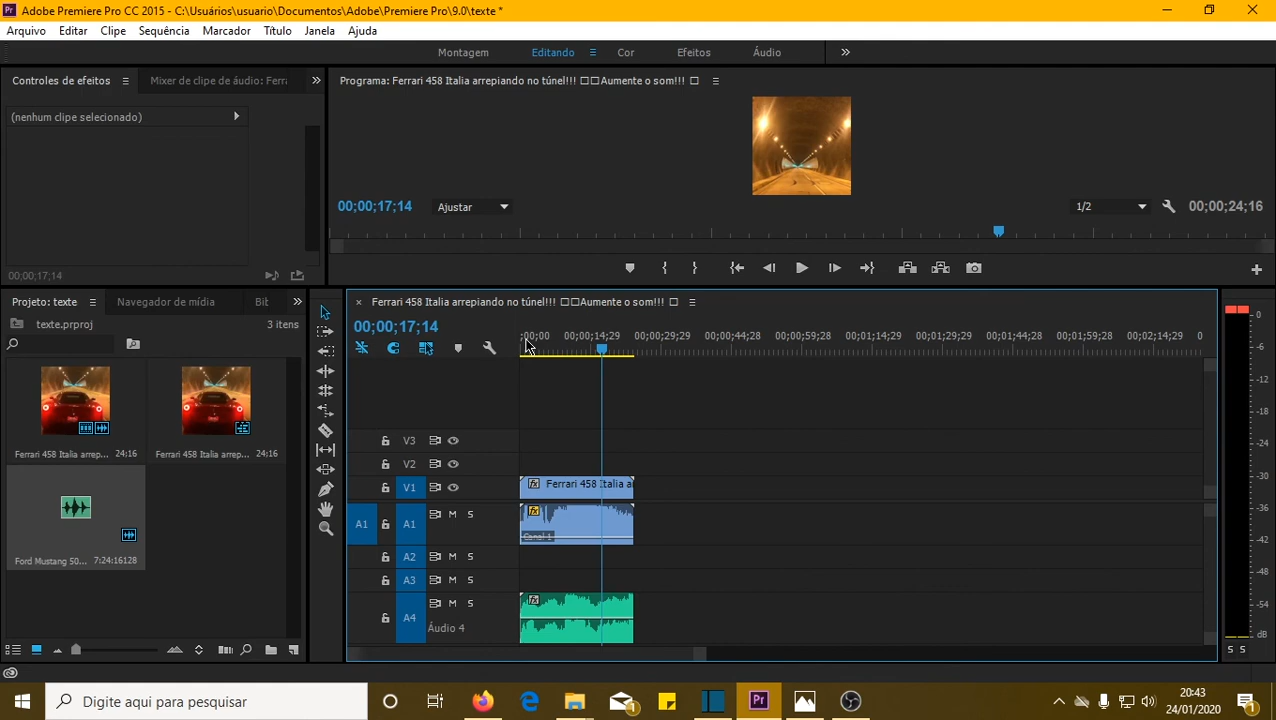 Adobe Premiere Pro CC 2015 - C:\Usuários\usuario\Documentos\Adobe\Premiere Pro\9.0\texte *
Arquivo Editar Clipe Sequência Marcador Título Janela Ajuda
Montagem Editando Cor Efeitos Áudio
Controles de efeitos Mixer de clipe de áudio: Ferra
Programa: Ferrari 458 Italia arrepiando no túnel!!! □□Aumente o som!!! □
(nenhum clipe selecionado)
00;00;17;14 Ajustar 1/2 00;00;24;16
00;00;17;14
Projeto: texte Navegador de mídia Bit
Ferrari 458 Italia arrepiando no túnel!!! □□Aumente o som!!! □
texte.prproj 3 itens
00;00;17;14
;00;00 00;00;14;29 00;00;29;29 00;00;44;28 00;00;59;28 00;01;14;29 00;01;29;29 00;01;44;28 00;01;59;28 00;02;14;29 0
Ferrari 458 Italia arrep... 24:16 Ferrari 458 Italia arrep... 24:16
Ford Mustang 50... 7:24:16128
V3
V2
V1 fx Ferrari 458 Italia ar
A1 A1 M S fx
Canal 1
A2 M S
A3 M S
A4 M S fx
Áudio 4
0
-6
-12
-18
-24
-30
-36
-42
-48
-54
dB
S S
Digite aqui para pesquisar
Pr
1
20:43
24/01/2020
1